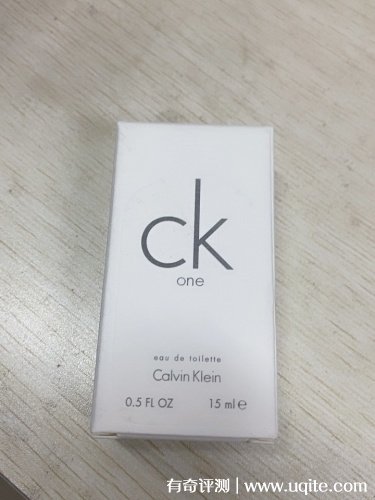 ck
one
eau de toilette
Calvin Klein
0.5 FL OZ 15 ml ℮
有奇评测 | www.uqite.com